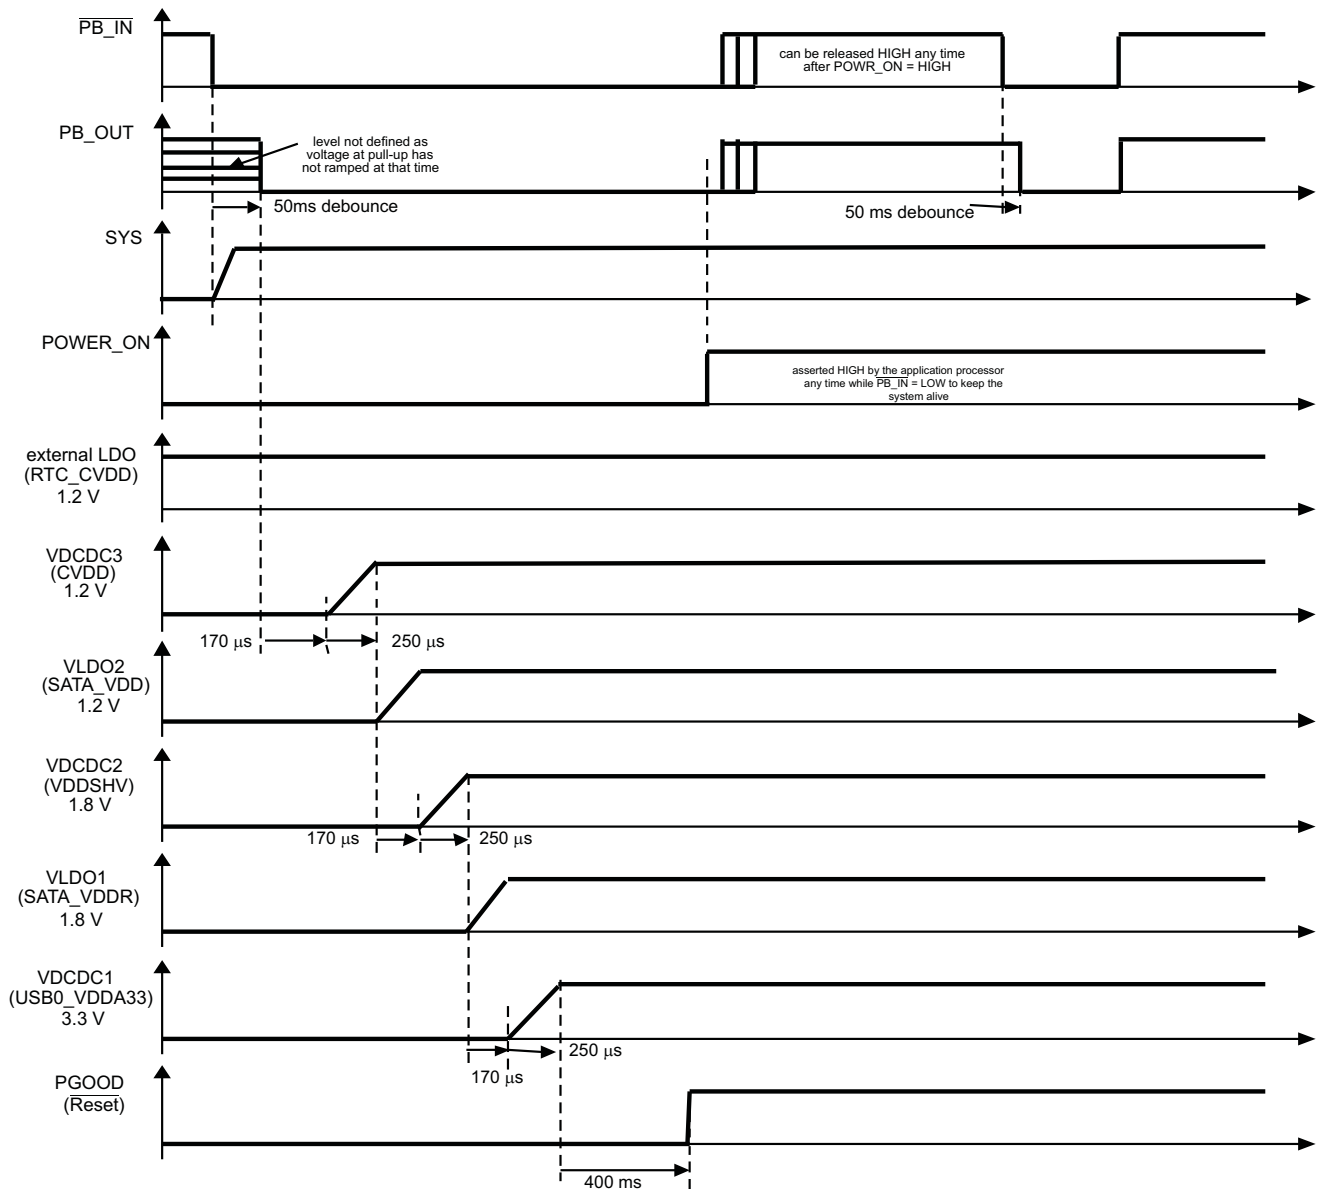 PB_IN
can be released HIGH any time
after POWR_ON = HIGH
PB_OUT
level not defined as
voltage at pull-up has
not ramped at that time
50ms debounce
50 ms debounce
SYS
POWER_ON
asserted HIGH by the application processor
any time while PB_IN = LOW to keep the
system alive
external LDO
(RTC_CVDD)
1.2 V
VDCDC3
(CVDD)
1.2 V
170 μs
250 μs
VLDO2
(SATA_VDD)
1.2 V
VDCDC2
(VDDSHV)
1.8 V
170 μs
250 μs
VLDO1
(SATA_VDDR)
1.8 V
VDCDC1
(USB0_VDDA33)
3.3 V
250 μs
170 μs
PGOOD
(Reset)
400 ms